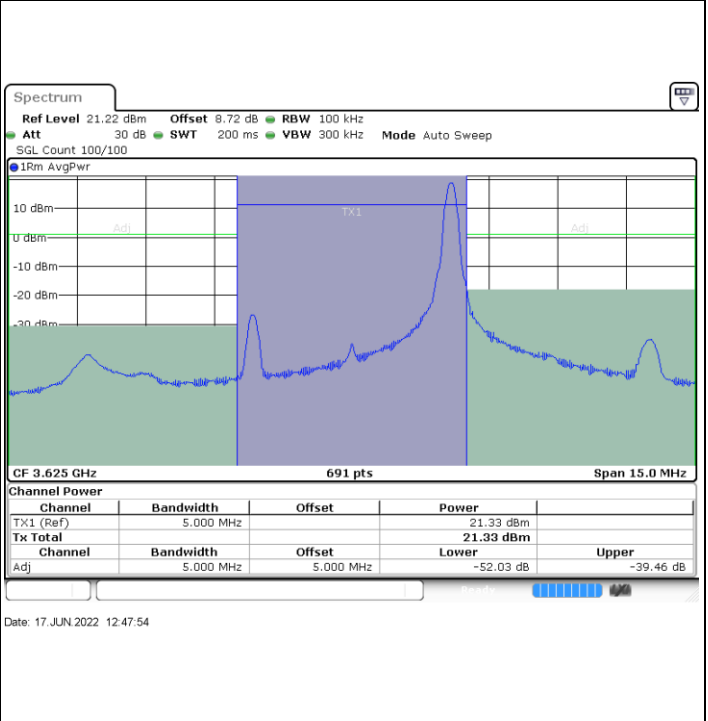 Spectrum
Ref Level 21.22 dBm Offset 8.72 dB RBW 100 kHz
Att 30 dB SWT 200 ms VBW 300 kHz Mode Auto Sweep
SGL Count 100/100
1Rm AvgPwr
10 dBm
TX1
Adj
Adj
0 dBm
-10 dBm
-20 dBm
-30 dBm
CF 3.625 GHz 691 pts Span 15.0 MHz
Channel Power
Channel Bandwidth Offset Power
TX1 (Ref) 5.000 MHz 21.33 dBm
Tx Total 21.33 dBm
Channel Bandwidth Offset Lower Upper
Adj 5.000 MHz 5.000 MHz -52.03 dB -39.46 dB
Ready
Date: 17.JUN.2022 12:47:54